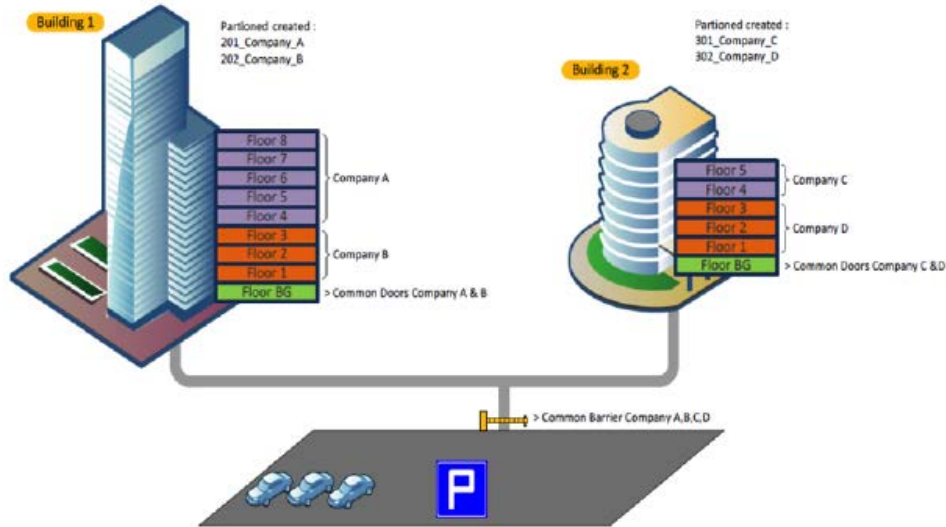 Building 1
Partioned created :
201_Company_A
202_Company_B
Floor 8
Floor 7
Floor 6
Floor 5
Floor 4
Company A
Floor 3
Floor 2
Floor 1
Company B
Floor BG
> Common Doors Company A & B
Building 2
Partioned created :
301_Company_C
302_Company_D
Floor 5
Floor 4
Company C
Floor 3
Floor 2
Floor 1
Company D
Floor BG
> Common Doors Company C &D
> Common Barrier Company A,B,C,D
P